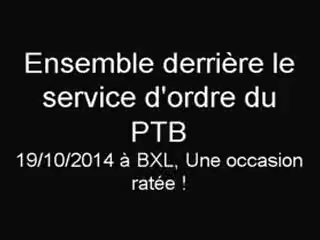 Ensemble derrière le
service d'ordre du
PTB
19/10/2014 à BXL, Une occasion
ratée !